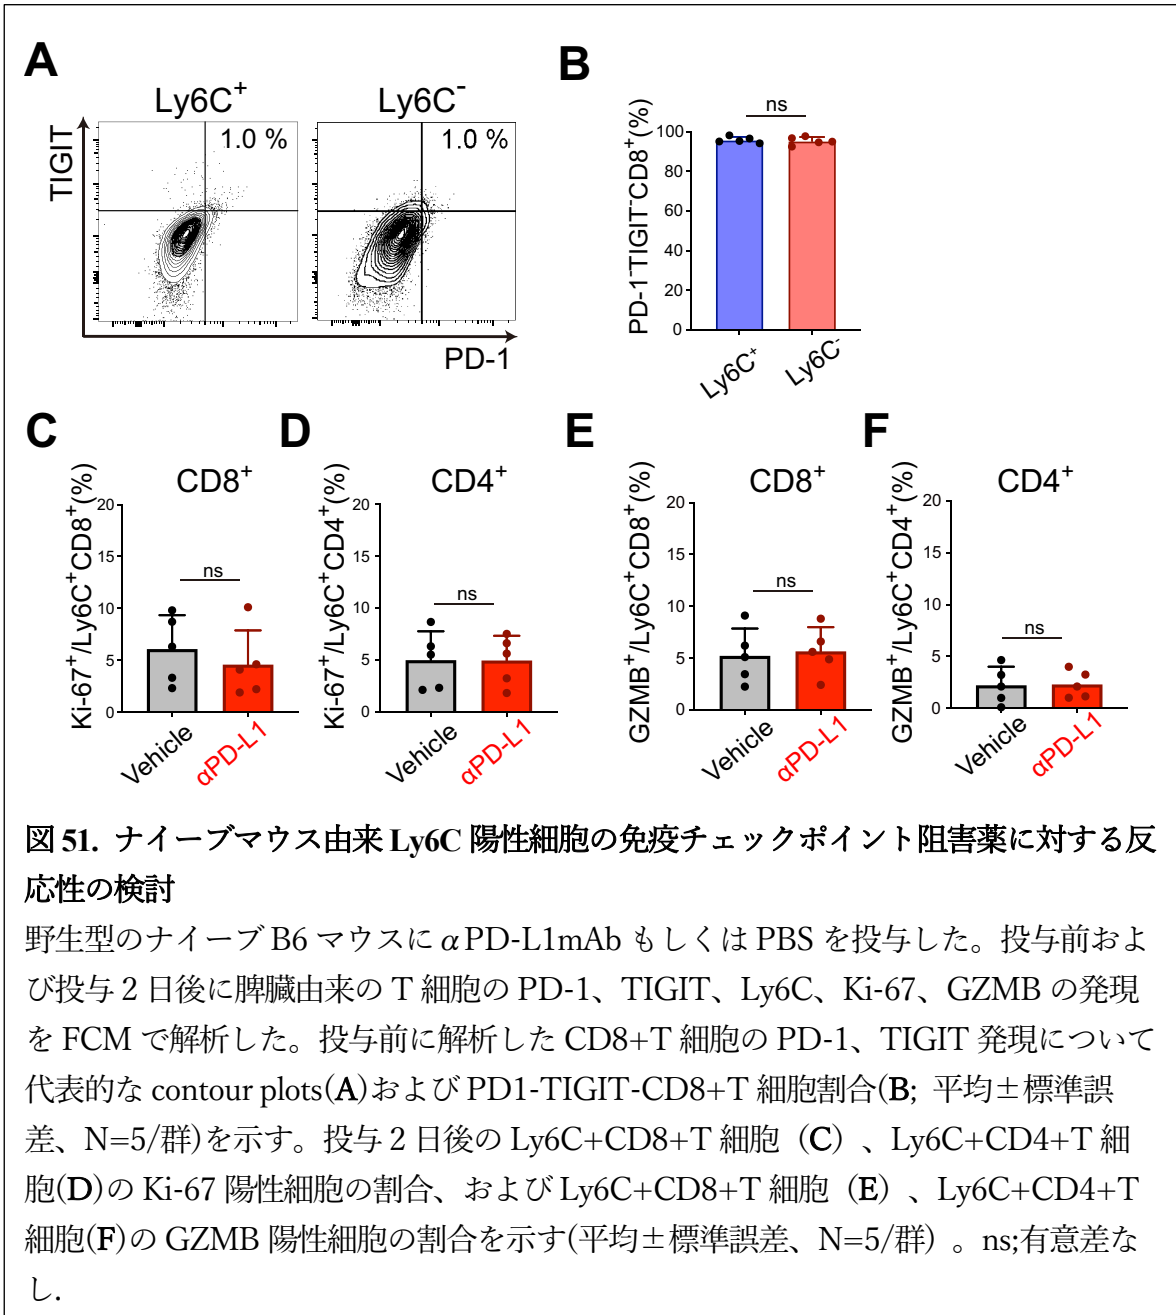 A
Ly6C⁺
Ly6C⁻
TIGIT
1.0 %
1.0 %
PD-1
B
ns
PD-1⁻TIGIT⁻CD8⁺(%)
100
80
60
40
20
0
Ly6C⁺
Ly6C⁻
C
CD8⁺
Ki-67⁺/Ly6C⁺CD8⁺(%)
20
15
10
5
0
ns
Vehicle
αPD-L1
D
CD4⁺
Ki-67⁺/Ly6C⁺CD4⁺(%)
20
15
10
5
0
ns
Vehicle
αPD-L1
E
CD8⁺
GZMB⁺/Ly6C⁺CD8⁺(%)
20
15
10
5
0
ns
Vehicle
αPD-L1
F
CD4⁺
GZMB⁺/Ly6C⁺CD4⁺(%)
20
15
10
5
0
ns
Vehicle
αPD-L1
図 51. ナイーブマウス由来 Ly6C 陽性細胞の免疫チェックポイント阻害薬に対する反
応性の検討
野生型のナイーブ B6 マウスに αPD-L1mAb もしくは PBS を投与した。投与前およ
び投与 2 日後に脾臓由来の T 細胞の PD-1、TIGIT、Ly6C、Ki-67、GZMB の発現
を FCM で解析した。投与前に解析した CD8+T 細胞の PD-1、TIGIT 発現について
代表的な contour plots(A)および PD1-TIGIT-CD8+T 細胞割合(B; 平均±標準誤
差、N=5/群)を示す。投与 2 日後の Ly6C+CD8+T 細胞（C）、Ly6C+CD4+T 細
胞(D)の Ki-67 陽性細胞の割合、および Ly6C+CD8+T 細胞（E）、Ly6C+CD4+T
細胞(F)の GZMB 陽性細胞の割合を示す(平均±標準誤差、N=5/群）。ns;有意差な
し.